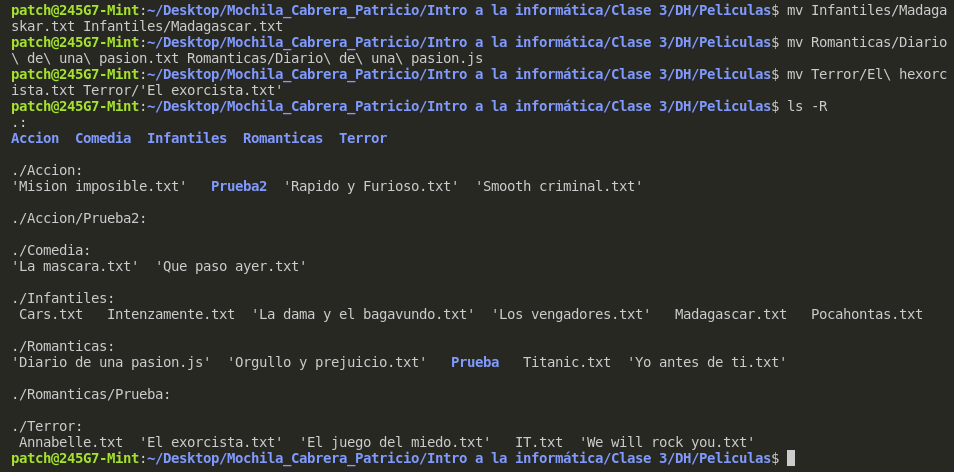 patch@245G7-Mint:~/Desktop/Mochila_Cabrera_Patricio/Intro a la informática/Clase 3/DH/Peliculas$ mv Infantiles/Madaga
skar.txt Infantiles/Madagascar.txt
patch@245G7-Mint:~/Desktop/Mochila_Cabrera_Patricio/Intro a la informática/Clase 3/DH/Peliculas$ mv Romanticas/Diario
\ de\ una\ pasion.txt Romanticas/Diario\ de\ una\ pasion.js
patch@245G7-Mint:~/Desktop/Mochila_Cabrera_Patricio/Intro a la informática/Clase 3/DH/Peliculas$ mv Terror/El\ hexorc
ista.txt Terror/'El exorcista.txt'
patch@245G7-Mint:~/Desktop/Mochila_Cabrera_Patricio/Intro a la informática/Clase 3/DH/Peliculas$ ls -R
.:
Accion  Comedia  Infantiles  Romanticas  Terror

./Accion:
'Mision imposible.txt'   Prueba2  'Rapido y Furioso.txt'  'Smooth criminal.txt'

./Accion/Prueba2:

./Comedia:
'La mascara.txt'  'Que paso ayer.txt'

./Infantiles:
 Cars.txt   Intenzamente.txt  'La dama y el bagavundo.txt'  'Los vengadores.txt'   Madagascar.txt   Pocahontas.txt

./Romanticas:
'Diario de una pasion.js'  'Orgullo y prejuicio.txt'   Prueba   Titanic.txt  'Yo antes de ti.txt'

./Romanticas/Prueba:

./Terror:
 Annabelle.txt  'El exorcista.txt'  'El juego del miedo.txt'   IT.txt  'We will rock you.txt'
patch@245G7-Mint:~/Desktop/Mochila_Cabrera_Patricio/Intro a la informática/Clase 3/DH/Peliculas$